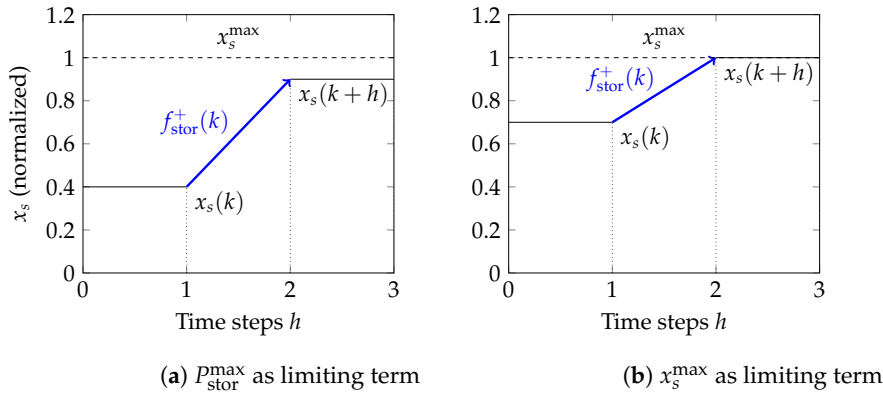 1.2
1
0.8
0.6
0.4
0.2
0
x_s (normalized)
x_s^max
f_stor^+(k)
x_s(k + h)
x_s(k)
0 1 2 3
Time steps h
(a) P_stor^max as limiting term
1.2
1
0.8
0.6
0.4
0.2
0
x_s^max
f_stor^+(k)
x_s(k + h)
x_s(k)
0 1 2 3
Time steps h
(b) x_s^max as limiting term